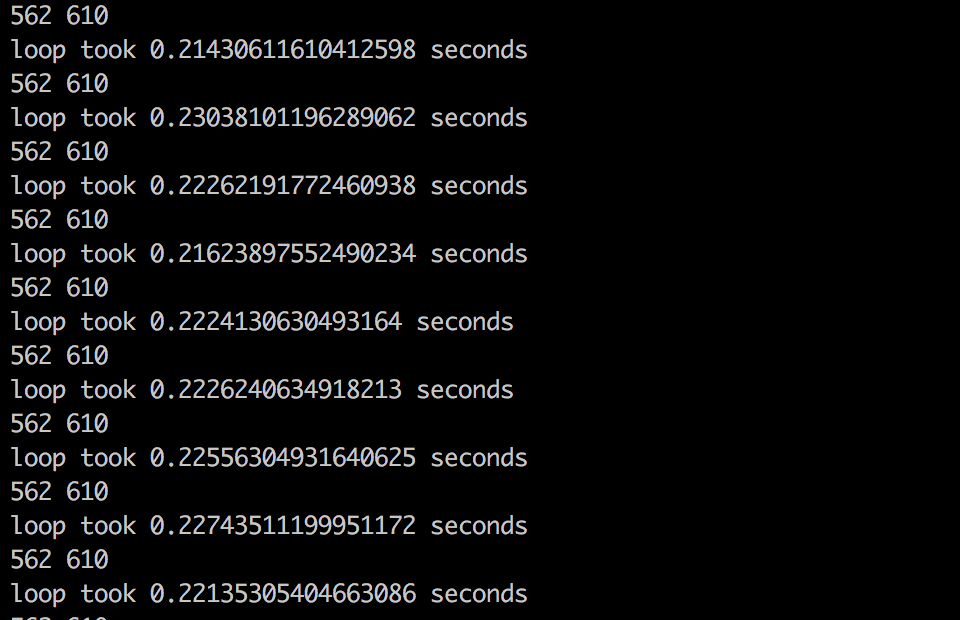 562 610
loop took 0.21430611610412598 seconds
562 610
loop took 0.23038101196289062 seconds
562 610
loop took 0.22262191772460938 seconds
562 610
loop took 0.21623897552490234 seconds
562 610
loop took 0.2224130630493164 seconds
562 610
loop took 0.2226240634918213 seconds
562 610
loop took 0.22556304931640625 seconds
562 610
loop took 0.22743511199951172 seconds
562 610
loop took 0.22135305404663086 seconds
562 610